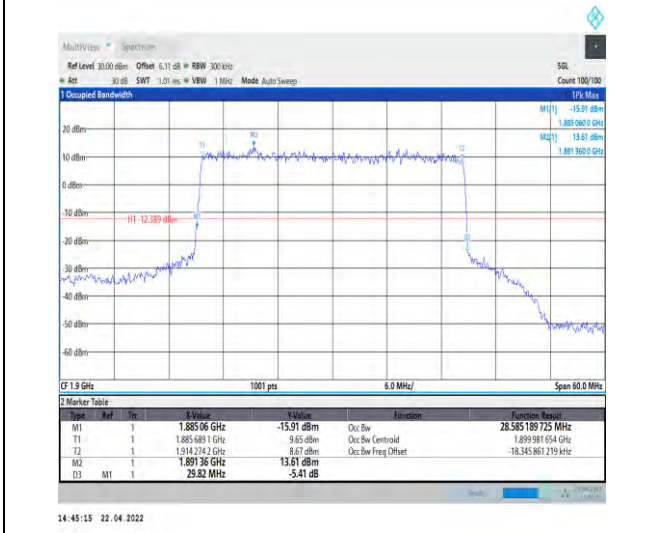 MultiView Spectrum
Ref Level 30.00 dBm Offset 6.11 dB RBW 300 kHz SGL
Att 30 dB SWT 1.01 ms VBW 1 MHz Mode Auto Sweep Count 100/100
1 Occupied Bandwidth 1Pk Max
M1[1] -15.91 dBm
1.885 060 0 GHz
M2[1] 13.61 dBm
1.891 360 0 GHz
20 dBm
M2
T1 T2
10 dBm
0 dBm
-10 dBm
H1 -12.389 dBm M1
-20 dBm
D3
-30 dBm
-40 dBm
-50 dBm
-60 dBm
CF 1.9 GHz 1001 pts 6.0 MHz/ Span 60.0 MHz
2 Marker Table
Type Ref Trc X-Value Y-Value Function Function Result
M1 1 1.88506 GHz -15.91 dBm Occ Bw 28.585 189 725 MHz
T1 1 1.885 689 1 GHz 9.65 dBm Occ Bw Centroid 1.899 981 654 GHz
T2 1 1.914 274 2 GHz 8.67 dBm Occ Bw Freq Offset -18.345 861 219 kHz
M2 1 1.891 36 GHz 13.61 dBm
D3 M1 1 29.82 MHz -5.41 dB
14:45:15 22.04.2022